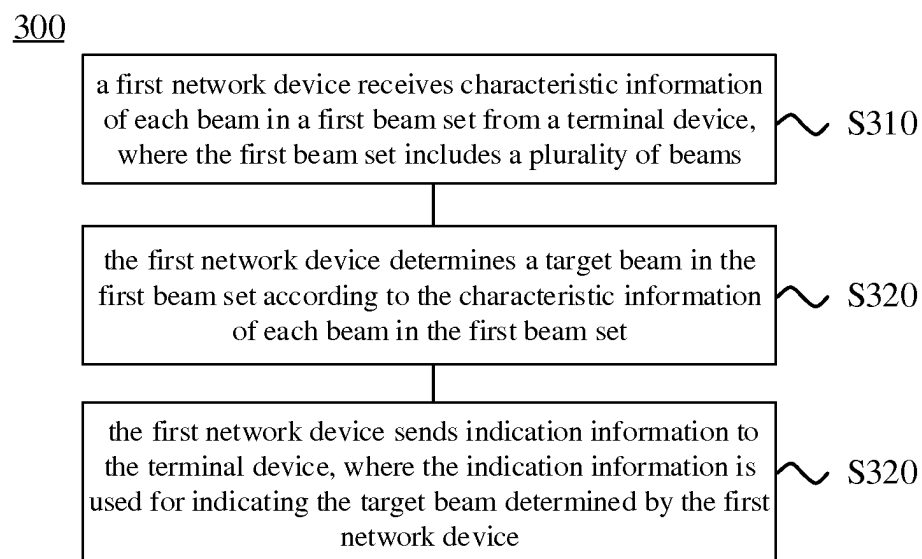 300
a first network device receives characteristic information
of each beam in a first beam set from a terminal device,
where the first beam set includes a plurality of beams
S310
the first network device determines a target beam in the
first beam set according to the characteristic information
of each beam in the first beam set
S320
the first network device sends indication information to
the terminal device, where the indication information is
used for indicating the target beam determined by the first
network device
S320